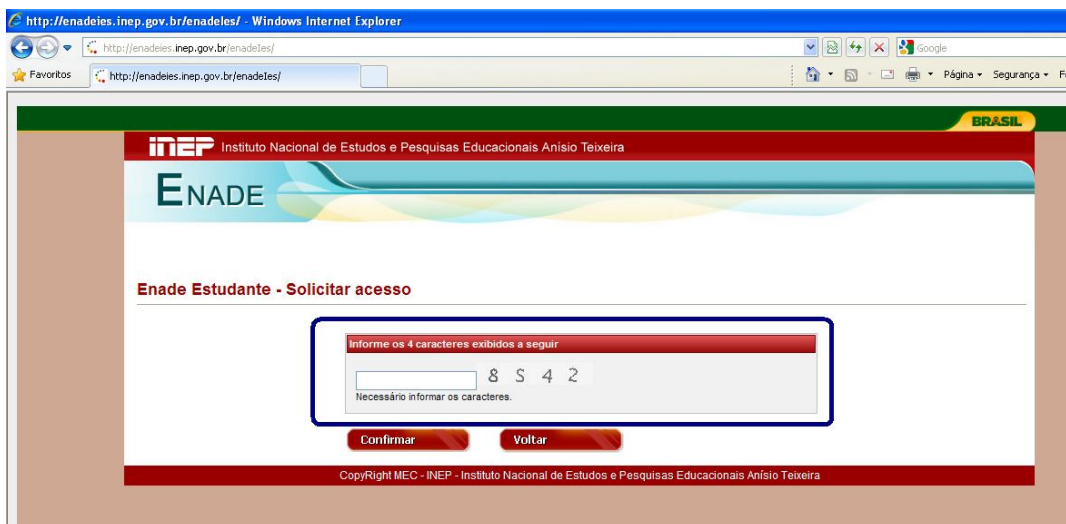 http://enadeies.inep.gov.br/enadeIes/ - Windows Internet Explorer
http://enadeies.inep.gov.br/enadeIes/
Google
Favoritos
http://enadeies.inep.gov.br/enadeIes/
Página
Segurança
BRASIL
INEP Instituto Nacional de Estudos e Pesquisas Educacionais Anísio Teixeira
ENADE
Enade Estudante - Solicitar acesso
Informe os 4 caracteres exibidos a seguir
8 S 4 2
Necessário informar os caracteres.
Confirmar
Voltar
CopyRight MEC - INEP - Instituto Nacional de Estudos e Pesquisas Educacionais Anísio Teixeira